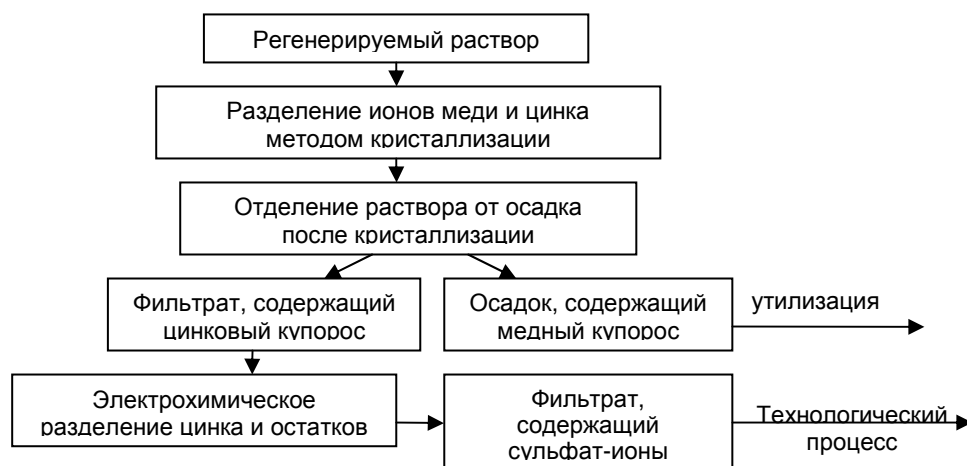 Регенерируемый раствор
Разделение ионов меди и цинка
методом кристаллизации
Отделение раствора от осадка
после кристаллизации
Фильтрат, содержащий
цинковый купорос
Осадок, содержащий
медный купорос
утилизация
Электрохимическое
разделение цинка и остатков
Фильтрат,
содержащий
сульфат-ионы
Технологический
процесс